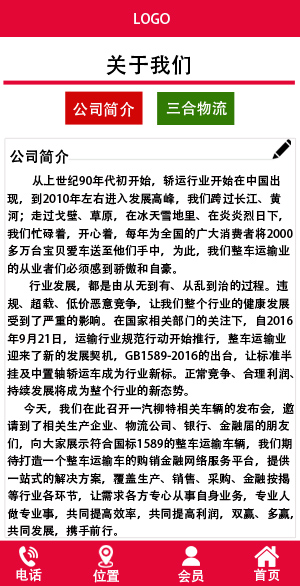 LOGO
关于我们
公司简介
三合物流
公司简介
从上世纪90年代初开始，轿运行业开始在中国出
现，到2010年左右进入发展高峰，我们跨过长江、黄
河；走过戈壁、草原，在冰天雪地里、在炎炎烈日下，
我们忙碌着，开心着，每年为全国的广大消费者将2000
多万台宝贝爱车送至他们手中，为此，我们整车运输业
的从业者们必须感到骄傲和自豪。
行业发展，都是由从无到有、从乱到治的过程。违
规、超载、低价恶意竞争，让我们整个行业的健康发展
受到了严重的影响。在国家相关部门的关注下，自2016
年9月21日，运输行业规范行动开始推行，整车运输业
迎来了新的发展契机，GB1589-2016的出台，让标准半
挂及中置轴轿运车成为行业新标。正常竞争、合理利润、
持续发展将成为整个行业的新态势。
今天，我们在此召开一汽柳特相关车辆的发布会，邀
请到了相关生产企业、物流公司、银行、金融届的朋友
们，向大家展示符合国标1589的整车运输车辆，我们期
待打造一个整车运输车的购销金融网络服务平台，提供
一站式的解决方案，覆盖生产、销售、采购、金融按揭
等行业各环节，让需求各方专心从事自身业务，专业人
做专业事，共同提高效率，共同提高利润，双赢、多赢，
共同发展，携手前行。
电话
位置
会员
首页